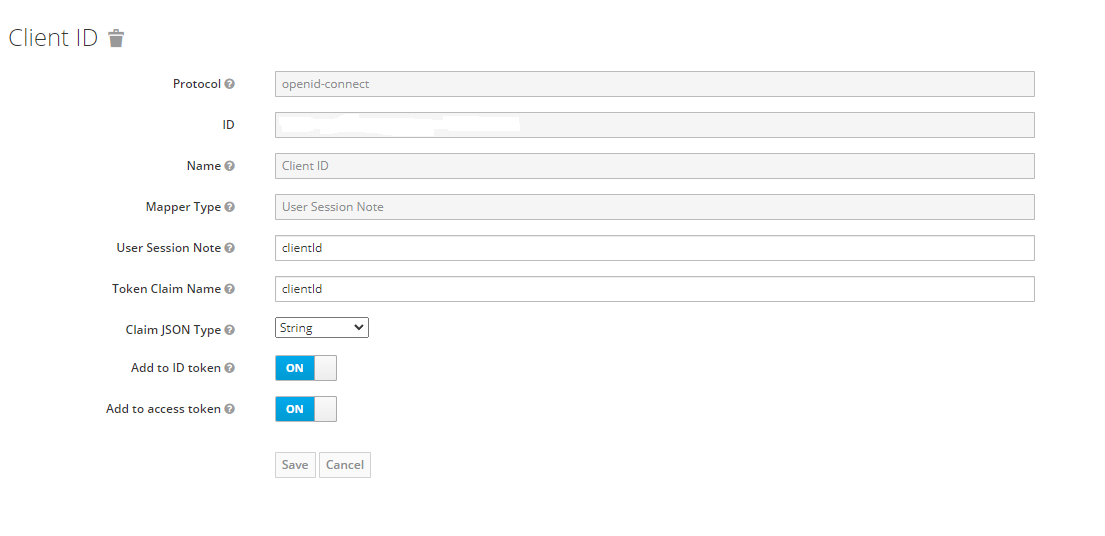 Client ID
Protocol openid-connect
ID
Name Client ID
Mapper Type User Session Note
User Session Note clientId
Token Claim Name clientId
Claim JSON Type String
Add to ID token ON
Add to access token ON
Save Cancel